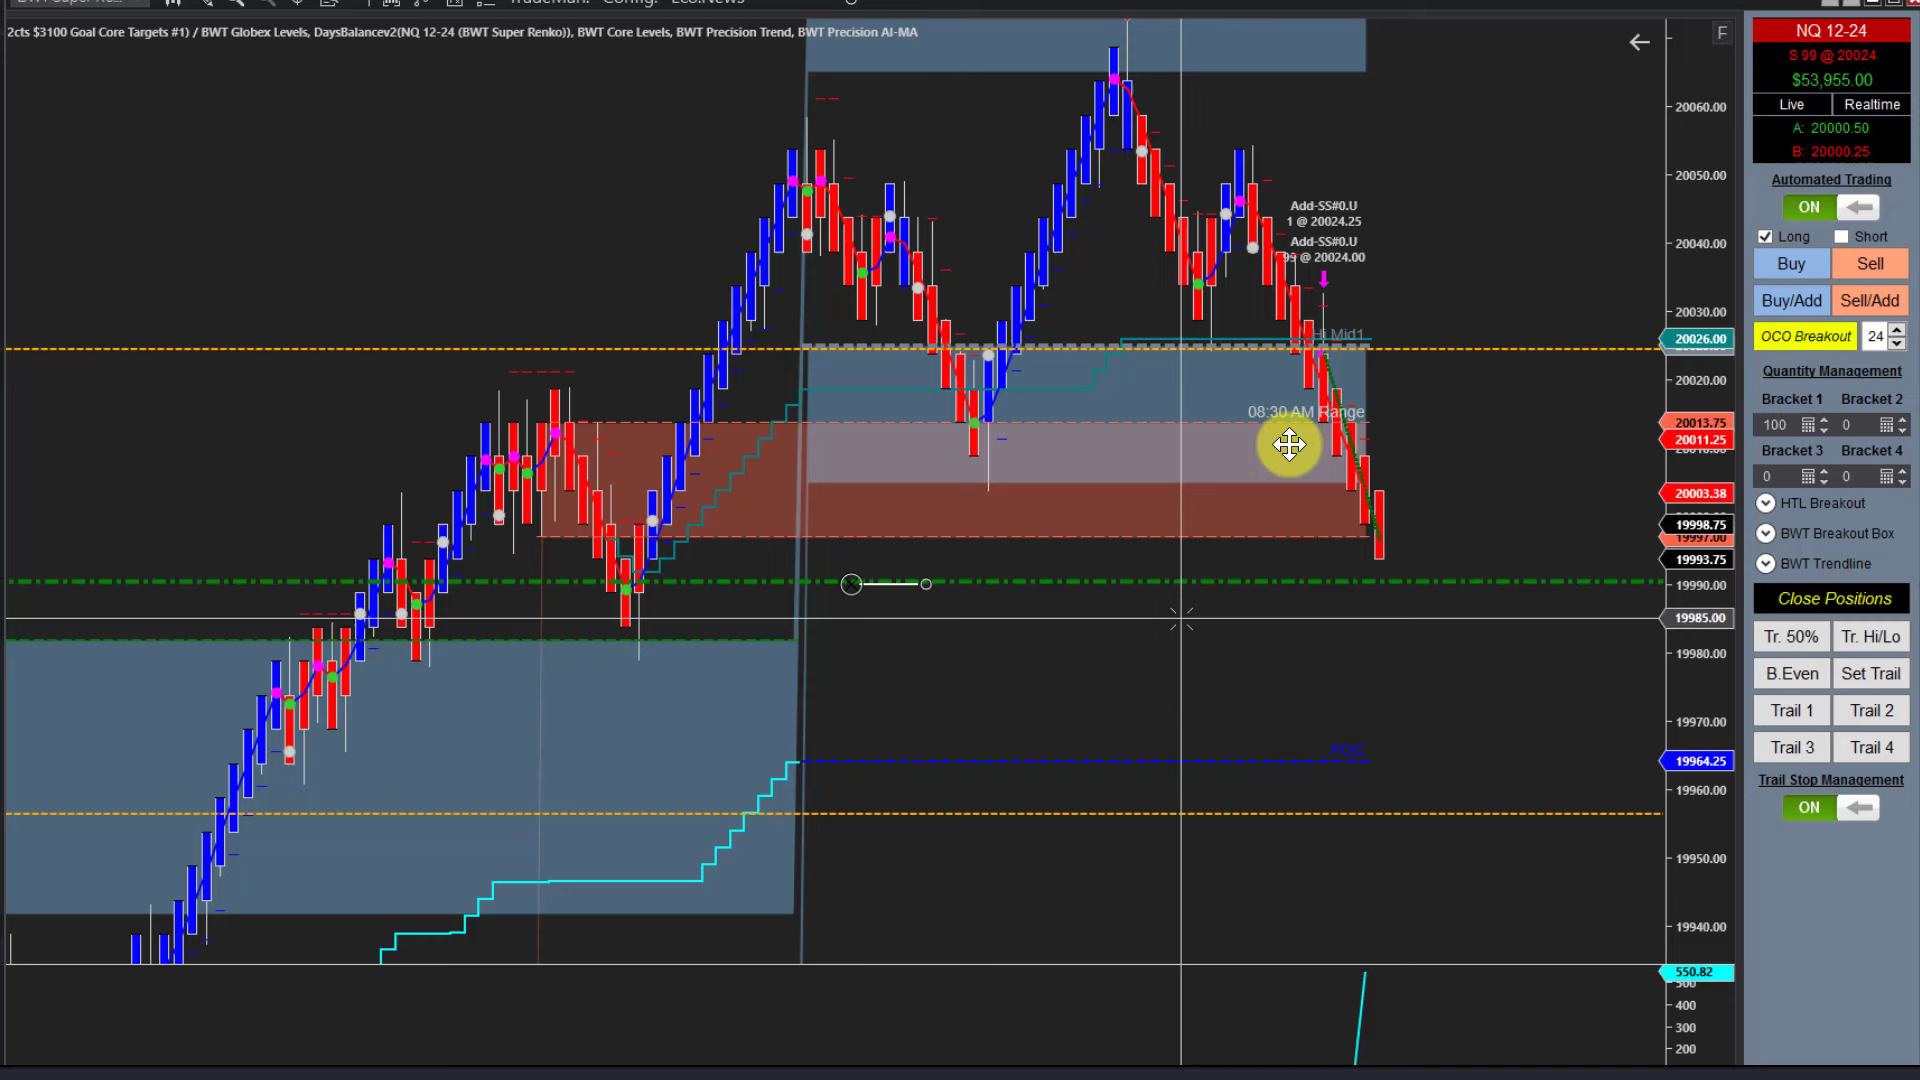 2cts $3100 Goal Core Targets #1) / BWT Globex Levels, DaysBalancev2(NQ 12-24 (BWT Super Renko)), BWT Core Levels, BWT Precision Trend, BWT Precision AI-MA
F
Add-SS#0.U
1 @ 20024.25
Add-SS#0.U
99 @ 20024.00
Hi Mid1
08:30 AM Range
POC
20060.00
20050.00
20040.00
20030.00
20026.00
20020.00
20013.75
20011.25
20003.38
19998.75
19997.00
19993.75
19990.00
19985.00
19980.00
19970.00
19964.25
19960.00
19950.00
19940.00
550.82
500
400
300
200
NQ 12-24
S 99 @ 20024
$53,955.00
Live Realtime
A: 20000.50
B: 20000.25
Automated Trading
ON
Long Short
Buy Sell
Buy/Add Sell/Add
OCO Breakout 24
Quantity Management
Bracket 1 Bracket 2
100 0
Bracket 3 Bracket 4
0 0
HTL Breakout
BWT Breakout Box
BWT Trendline
Close Positions
Tr. 50% Tr. Hi/Lo
B.Even Set Trail
Trail 1 Trail 2
Trail 3 Trail 4
Trail Stop Management
ON